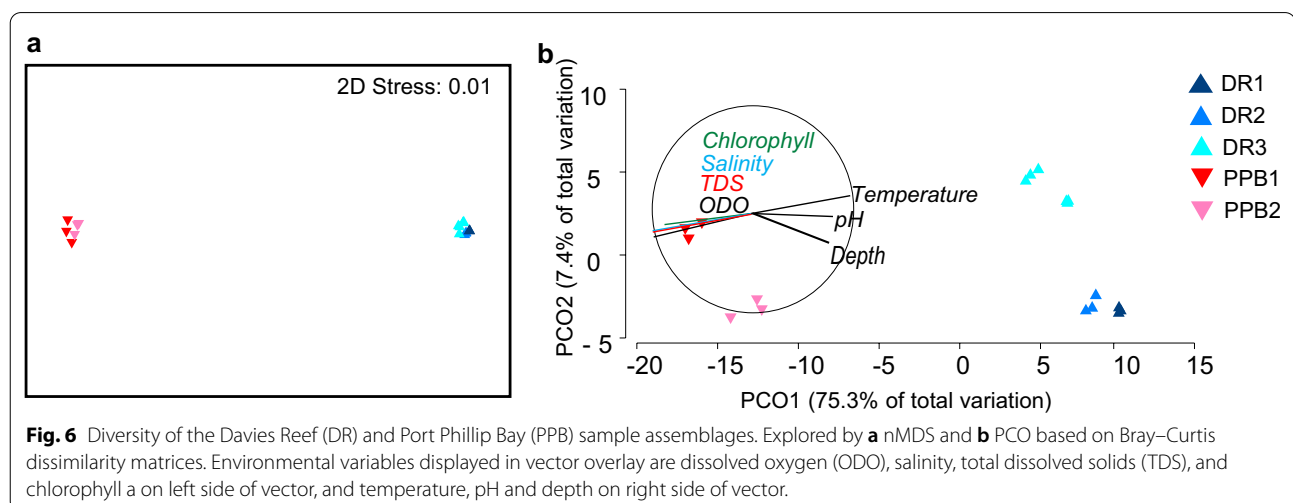 a
2D Stress: 0.01
b
PCO2 (7.4% of total variation)
10
5
0
- 5
Chlorophyll
Salinity
TDS
ODO
Temperature
pH
Depth
-20 -15 -10 -5 0 5 10 15
PCO1 (75.3% of total variation)
DR1
DR2
DR3
PPB1
PPB2
Fig. 6 Diversity of the Davies Reef (DR) and Port Phillip Bay (PPB) sample assemblages. Explored by a nMDS and b PCO based on Bray–Curtis
dissimilarity matrices. Environmental variables displayed in vector overlay are dissolved oxygen (ODO), salinity, total dissolved solids (TDS), and
chlorophyll a on left side of vector, and temperature, pH and depth on right side of vector.